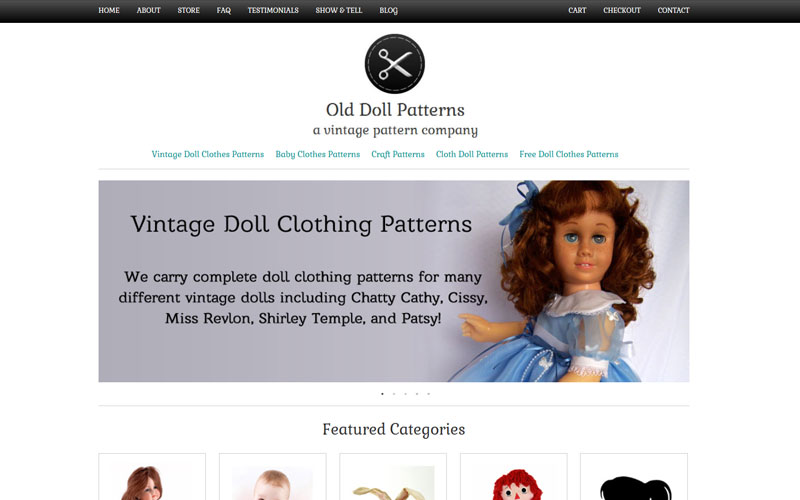 HOME ABOUT STORE FAQ TESTIMONIALS SHOW & TELL BLOG CART CHECKOUT CONTACT
Old Doll Patterns
a vintage pattern company
Vintage Doll Clothes Patterns Baby Clothes Patterns Craft Patterns Cloth Doll Patterns Free Doll Clothes Patterns
Vintage Doll Clothing Patterns
We carry complete doll clothing patterns for many
different vintage dolls including Chatty Cathy, Cissy,
Miss Revlon, Shirley Temple, and Patsy!
Featured Categories